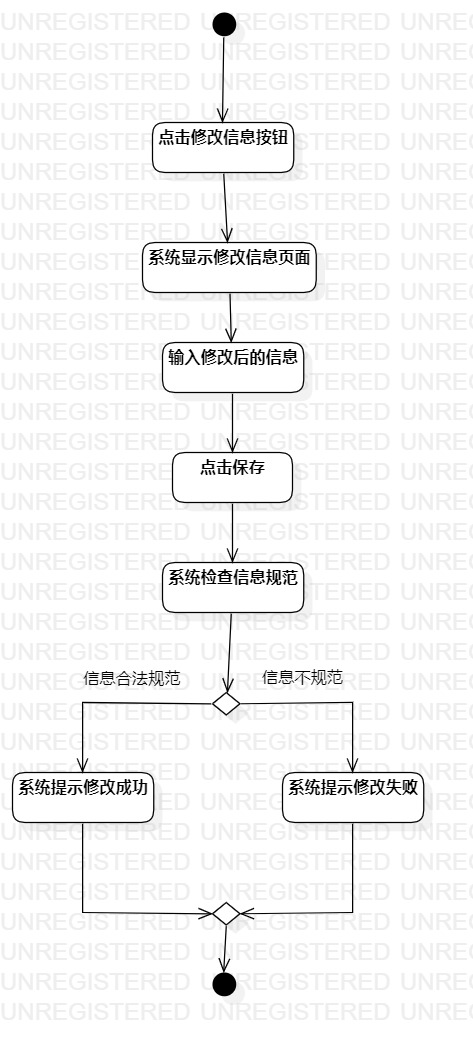 点击修改信息按钮
系统显示修改信息页面
输入修改后的信息
点击保存
系统检查信息规范
信息合法规范
信息不规范
系统提示修改成功
系统提示修改失败
UNREGISTERED